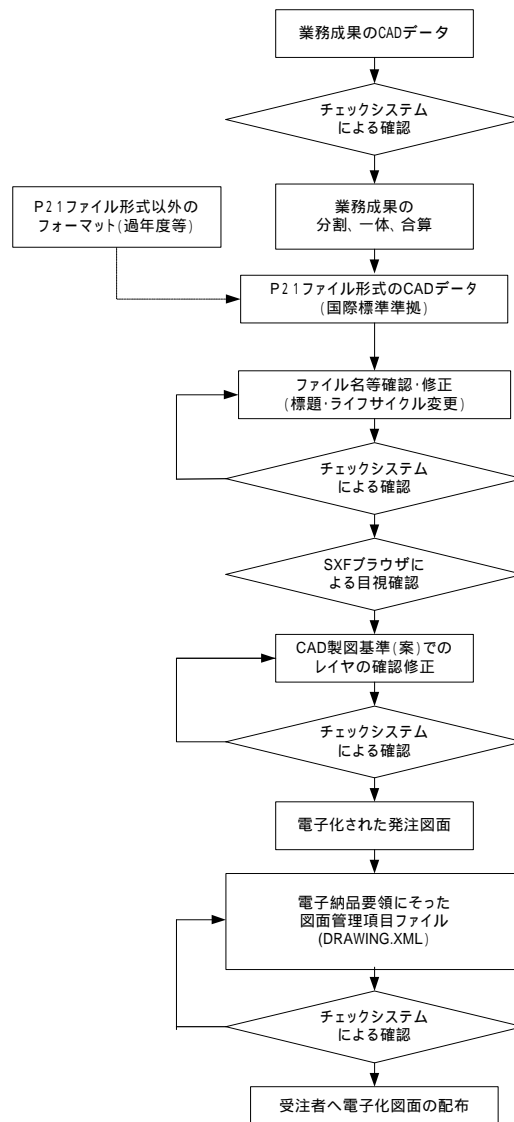 業務成果のCADデータ
チェックシステム
による確認
P21ファイル形式以外の
フォーマット(過年度等)
業務成果の
分割、一体、合算
P21ファイル形式のCADデータ
(国際標準準拠)
ファイル名等確認・修正
(標題・ライフサイクル変更)
チェックシステム
による確認
SXFブラウザに
よる目視確認
CAD製図基準(案)での
レイヤの確認修正
チェックシステム
による確認
電子化された発注図面
電子納品要領にそった
図面管理項目ファイル
(DRAWING.XML)
チェックシステム
による確認
受注者へ電子化図面の配布